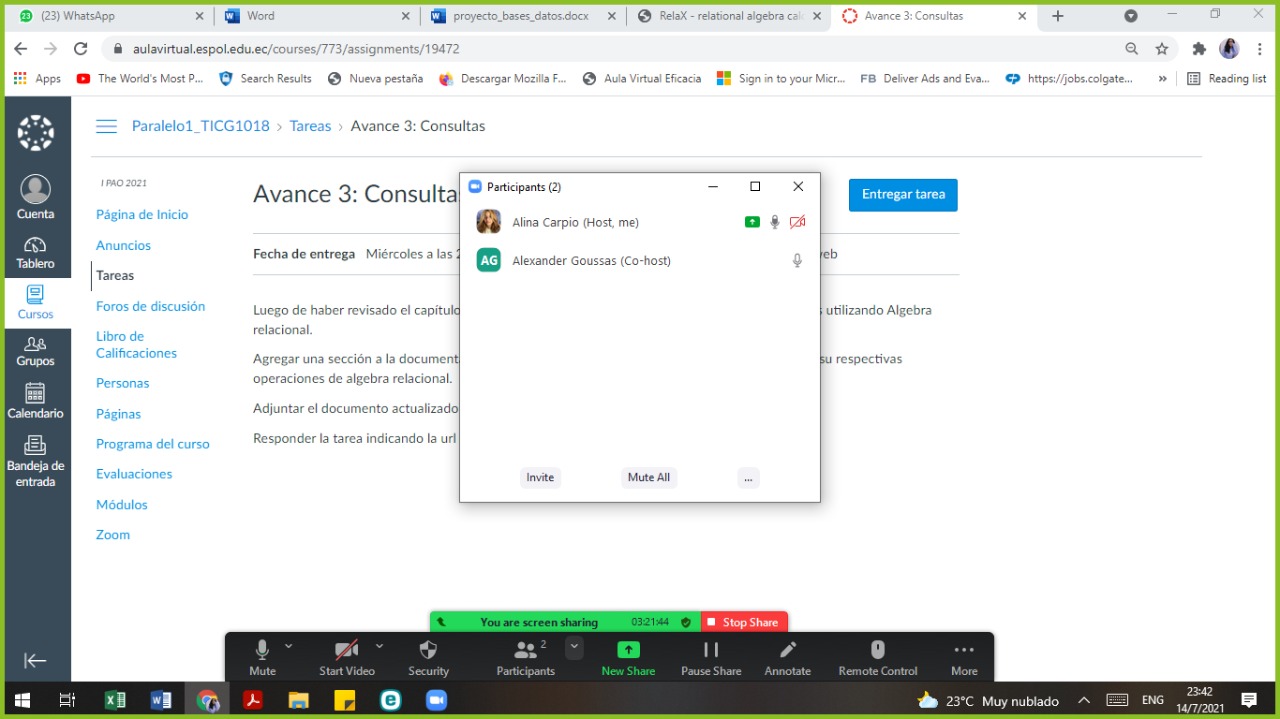 (23) WhatsApp
Word
proyecto_bases_datos.docx
RelaX - relational algebra calc
Avance 3: Consultas
aulavirtual.espol.edu.ec/courses/773/assignments/19472
Apps
The World's Most P...
Search Results
Nueva pestaña
Descargar Mozilla F...
Aula Virtual Eficacia
Sign in to your Micr...
FB Deliver Ads and Eva...
https://jobs.colgate...
»
Reading list
Cuenta
Tablero
Cursos
Grupos
Calendario
Bandeja de
entrada
Paralelo1_TICG1018 › Tareas › Avance 3: Consultas
I PAO 2021
Página de Inicio
Anuncios
Tareas
Foros de discusión
Libro de
Calificaciones
Personas
Páginas
Programa del curso
Evaluaciones
Módulos
Zoom
Avance 3: Consultas
Entregar tarea
Fecha de entrega Miércoles a las 2
Luego de haber revisado el capítulo
utilizando Algebra
relacional.
Agregar una sección a la document
su respectivas
operaciones de algebra relacional.
Adjuntar el documento actualizado
Responder la tarea indicando la url
Participants (2)
Alina Carpio (Host, me)
AG Alexander Goussas (Co-host)
Invite
Mute All
...
You are screen sharing
03:21:44
Stop Share
Mute
Start Video
Security
Participants
2
New Share
Pause Share
Annotate
Remote Control
More
23°C Muy nublado
ENG
23:42
14/7/2021